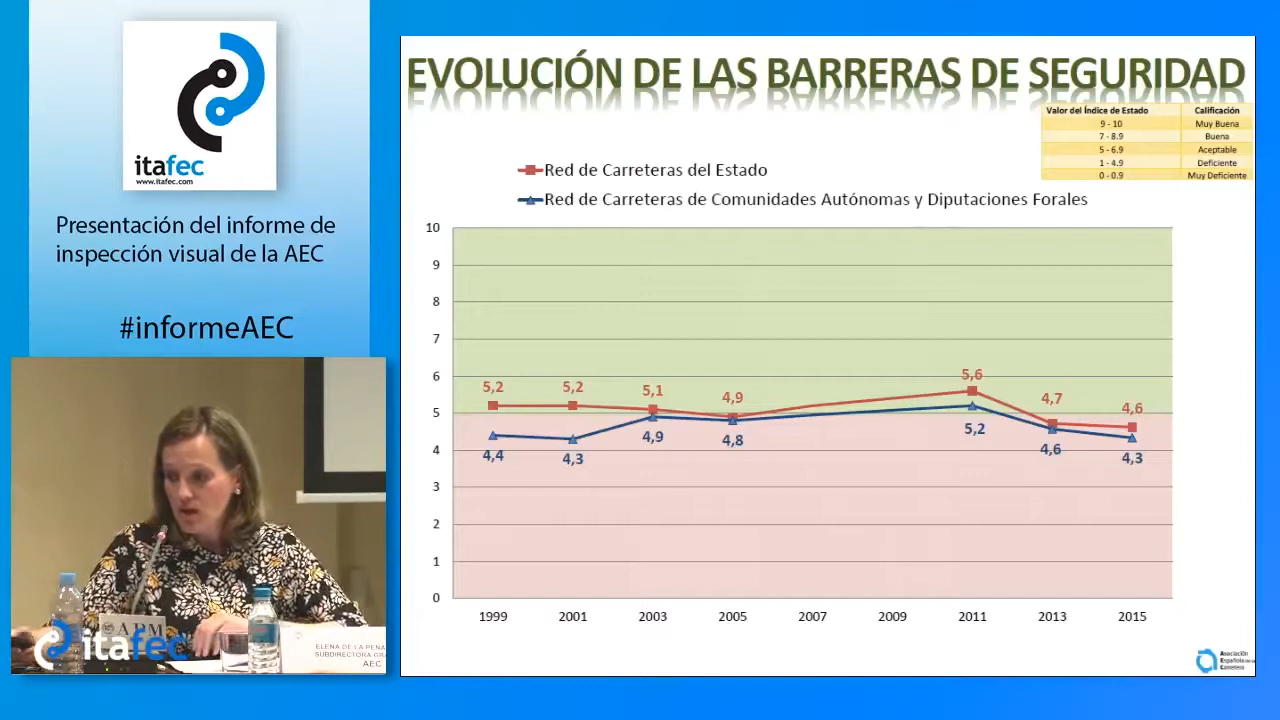 itafec
www.itafec.com
Presentación del informe de
inspección visual de la AEC
#informeAEC
EVOLUCIÓN DE LAS BARRERAS DE SEGURIDAD
Valor del Índice de Estado Calificación
9 - 10 Muy Buena
7 - 8.9 Buena
5 - 6.9 Aceptable
1 - 4.9 Deficiente
0 - 0.9 Muy Deficiente
Red de Carreteras del Estado
Red de Carreteras de Comunidades Autónomas y Diputaciones Forales
10
9
8
7
6
5
4
3
2
1
0
5,2 5,2 5,1 4,9 5,6 4,7 4,6
4,4 4,3 4,9 4,8 5,2 4,6 4,3
1999 2001 2003 2005 2007 2009 2011 2013 2015
Asociación
Española de la
Carretera
APM
itafec
ELENA DE LA PEÑA
SUBDIRECTORA
AEC